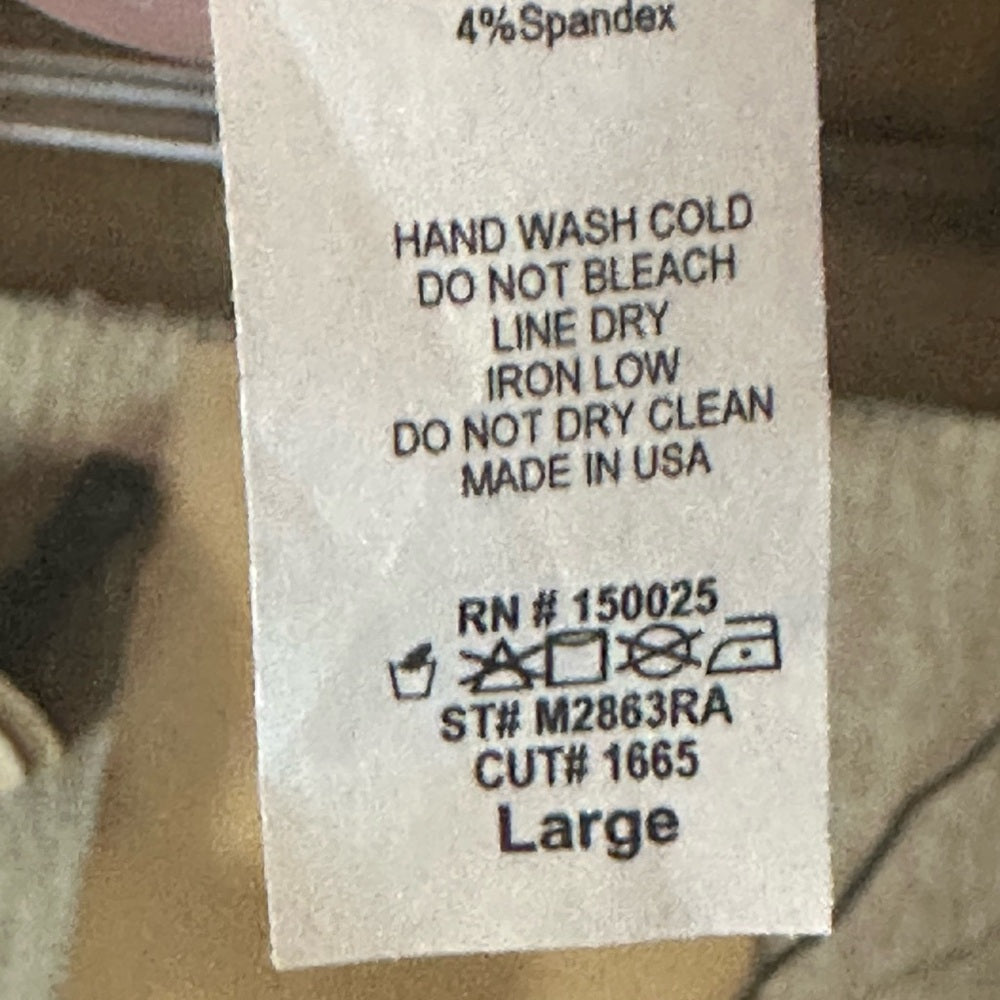 4%Spandex
HAND WASH COLD
DO NOT BLEACH
LINE DRY
IRON LOW
DO NOT DRY CLEAN
MADE IN USA
RN # 150025
ST# M2863RA
CUT# 1665
Large